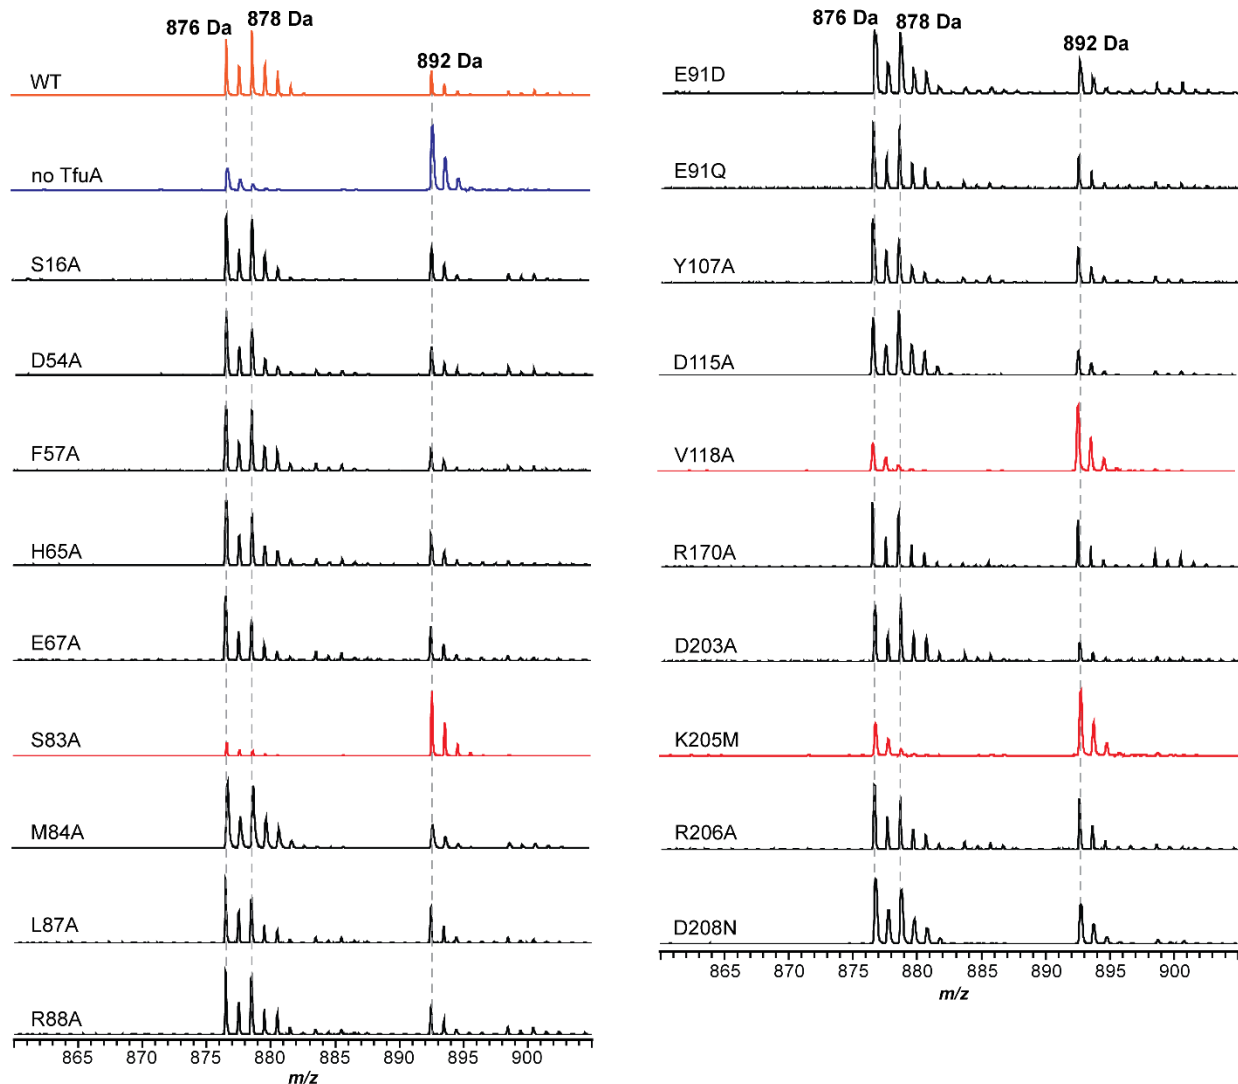 876 Da
878 Da
892 Da
WT
no TfuA
S16A
D54A
F57A
H65A
E67A
S83A
M84A
L87A
R88A
865 870 875 880 885 890 895 900
m/z
876 Da
878 Da
892 Da
E91D
E91Q
Y107A
D115A
V118A
R170A
D203A
K205M
R206A
D208N
865 870 875 880 885 890 895 900
m/z